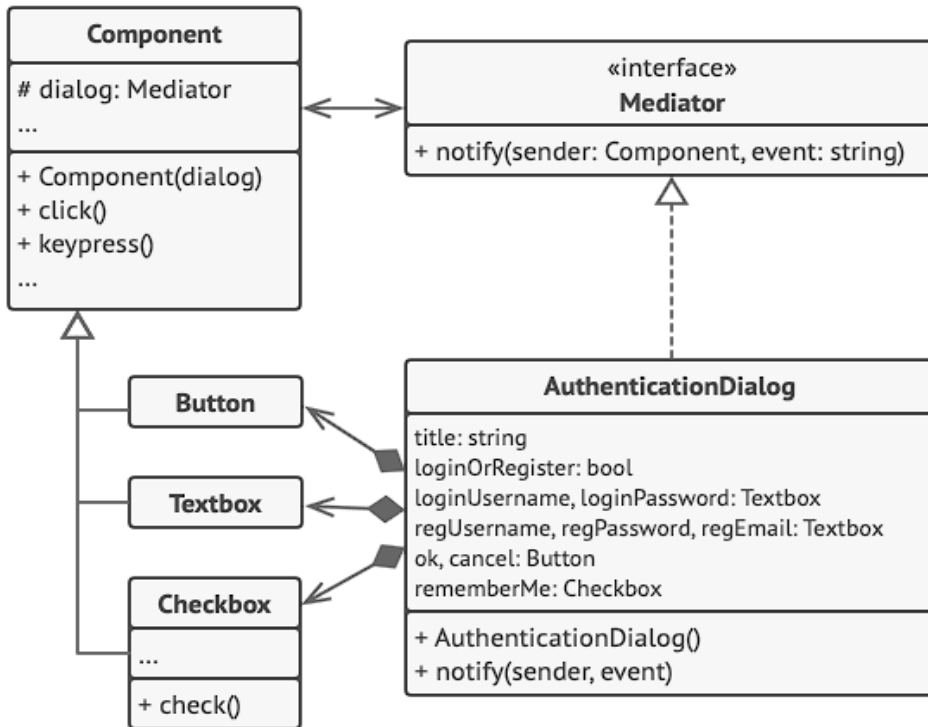 Component
# dialog: Mediator
...
+ Component(dialog)
+ click()
+ keypress()
...
«interface»
Mediator
+ notify(sender: Component, event: string)
Button
Textbox
Checkbox
...
+ check()
AuthenticationDialog
title: string
loginOrRegister: bool
loginUsername, loginPassword: Textbox
regUsername, regPassword, regEmail: Textbox
ok, cancel: Button
rememberMe: Checkbox
+ AuthenticationDialog()
+ notify(sender, event)